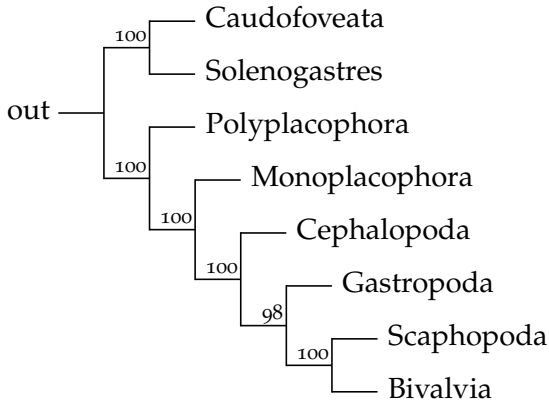 Caudofoveata
100
Solenogastres
out
Polyplacophora
100
Monoplacophora
100
Cephalopoda
100
Gastropoda
98
Scaphopoda
100
Bivalvia